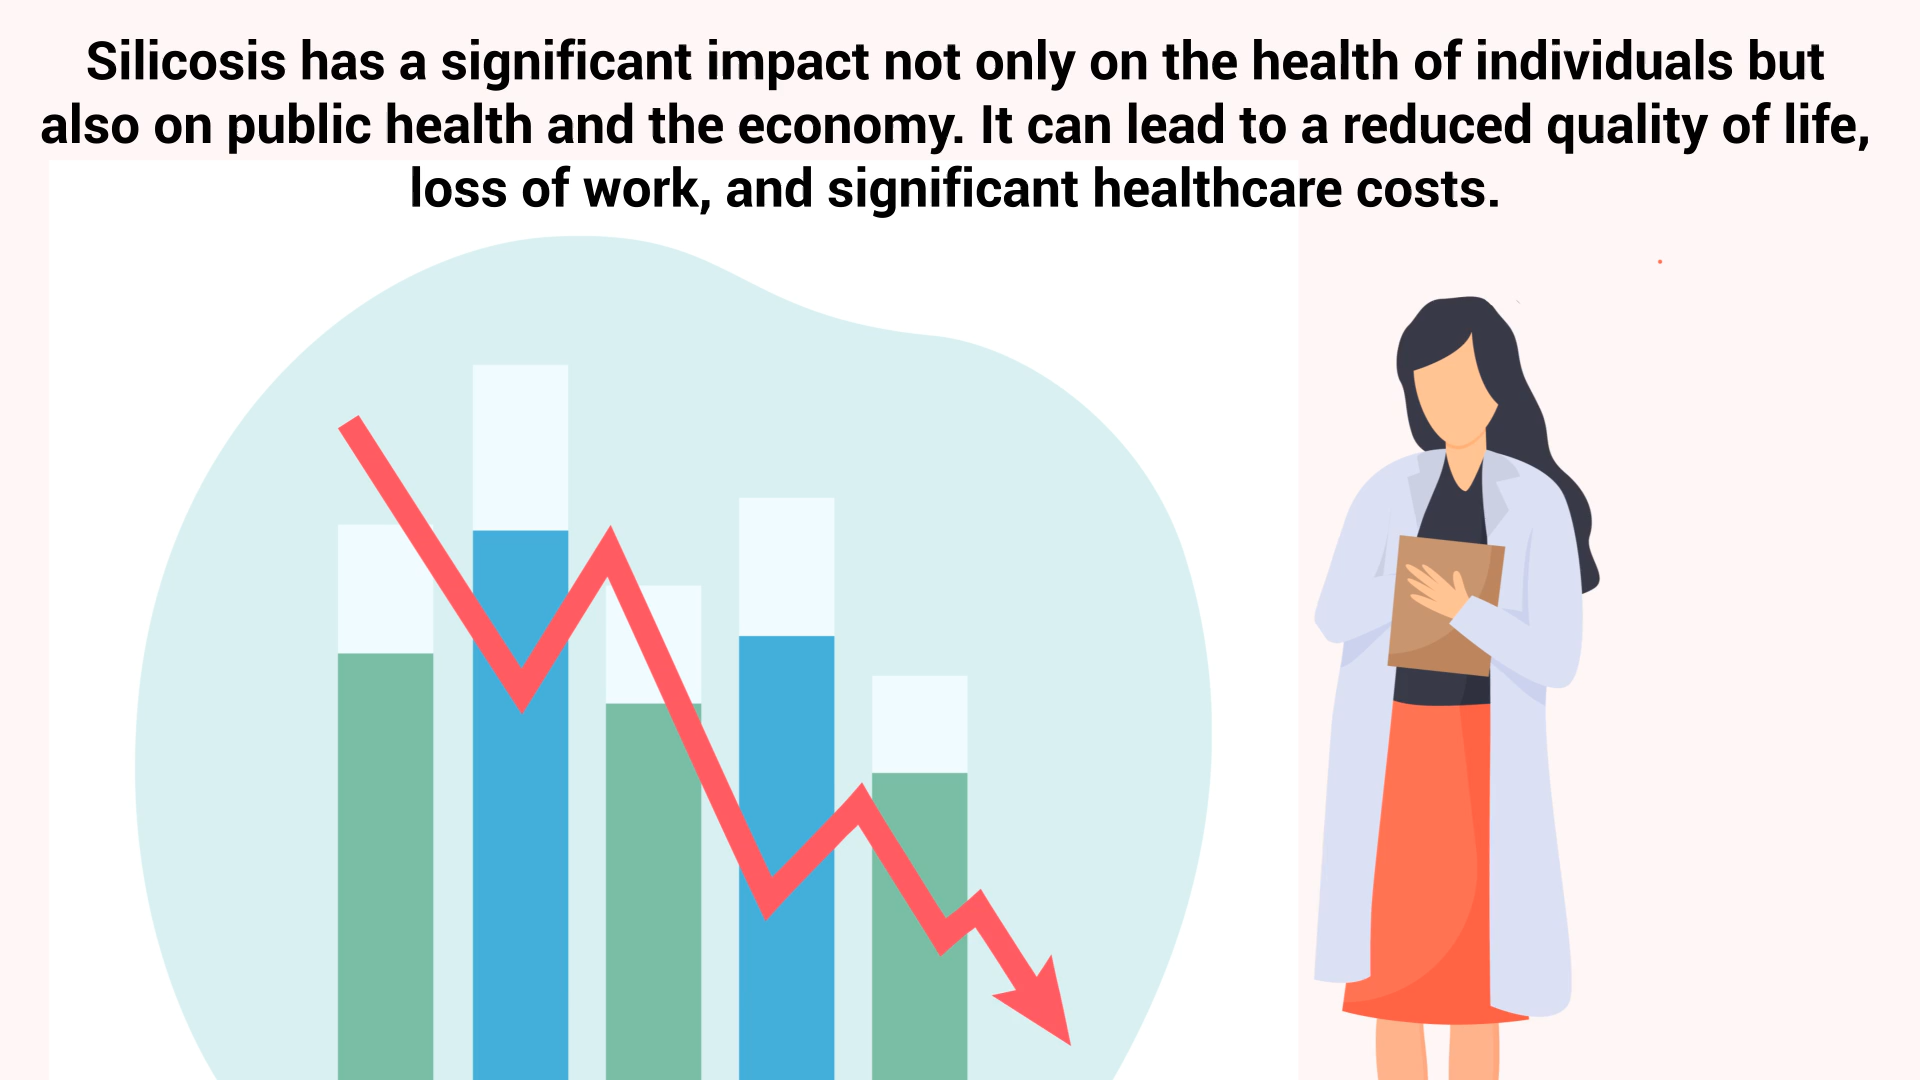 Silicosis has a significant impact not only on the health of individuals but
also on public health and the economy. It can lead to a reduced quality of life,
loss of work, and significant healthcare costs.